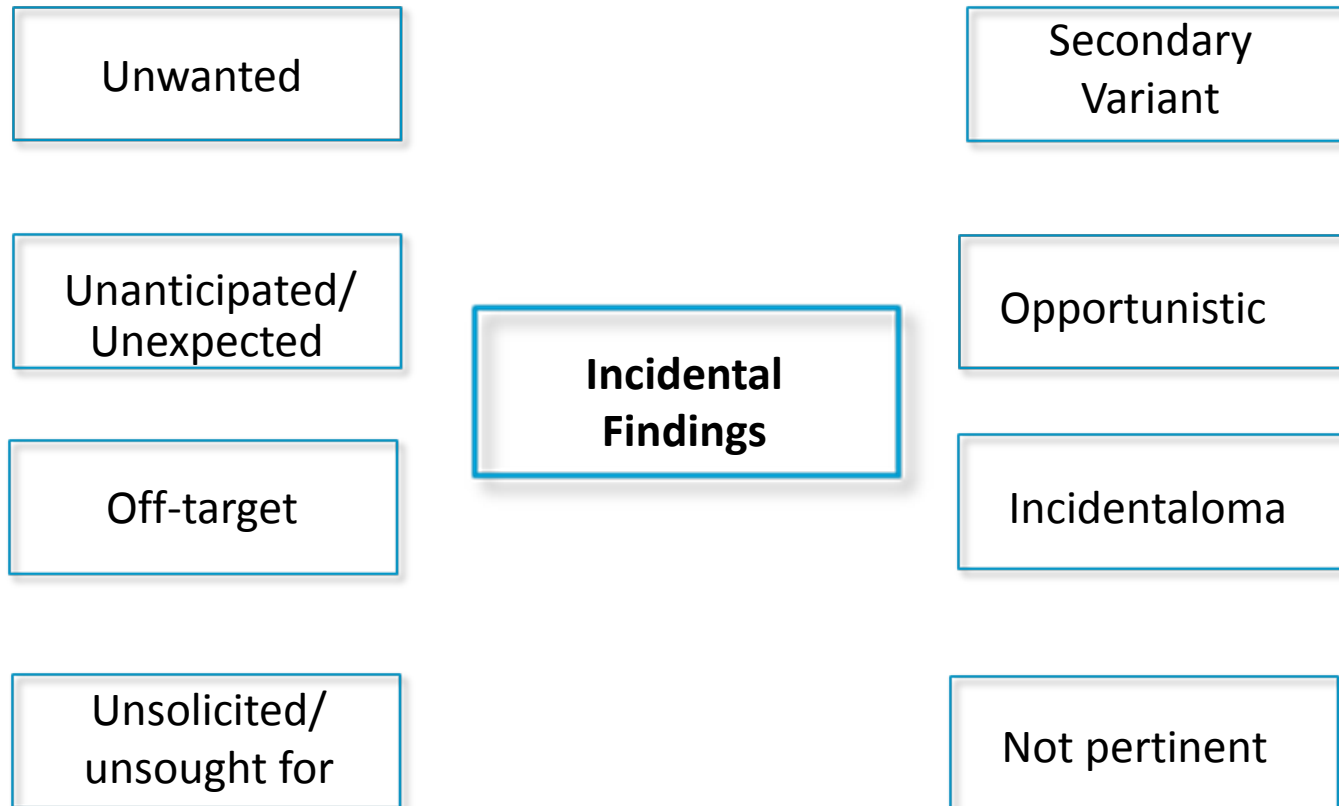 Unwanted
Secondary
Variant
Unanticipated/
Unexpected
Opportunistic
Incidental
Findings
Off-target
Incidentaloma
Unsolicited/
unsought for
Not pertinent